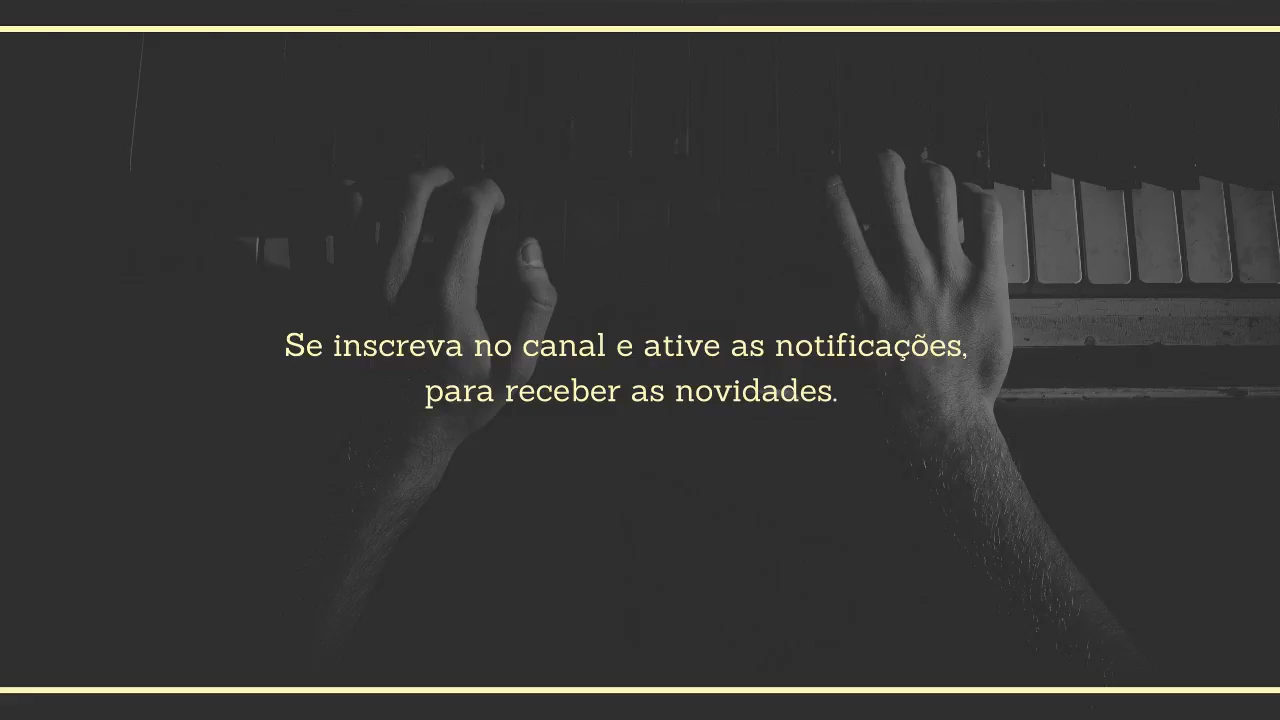 Se inscreva no canal e ative as notificações,
para receber as novidades.